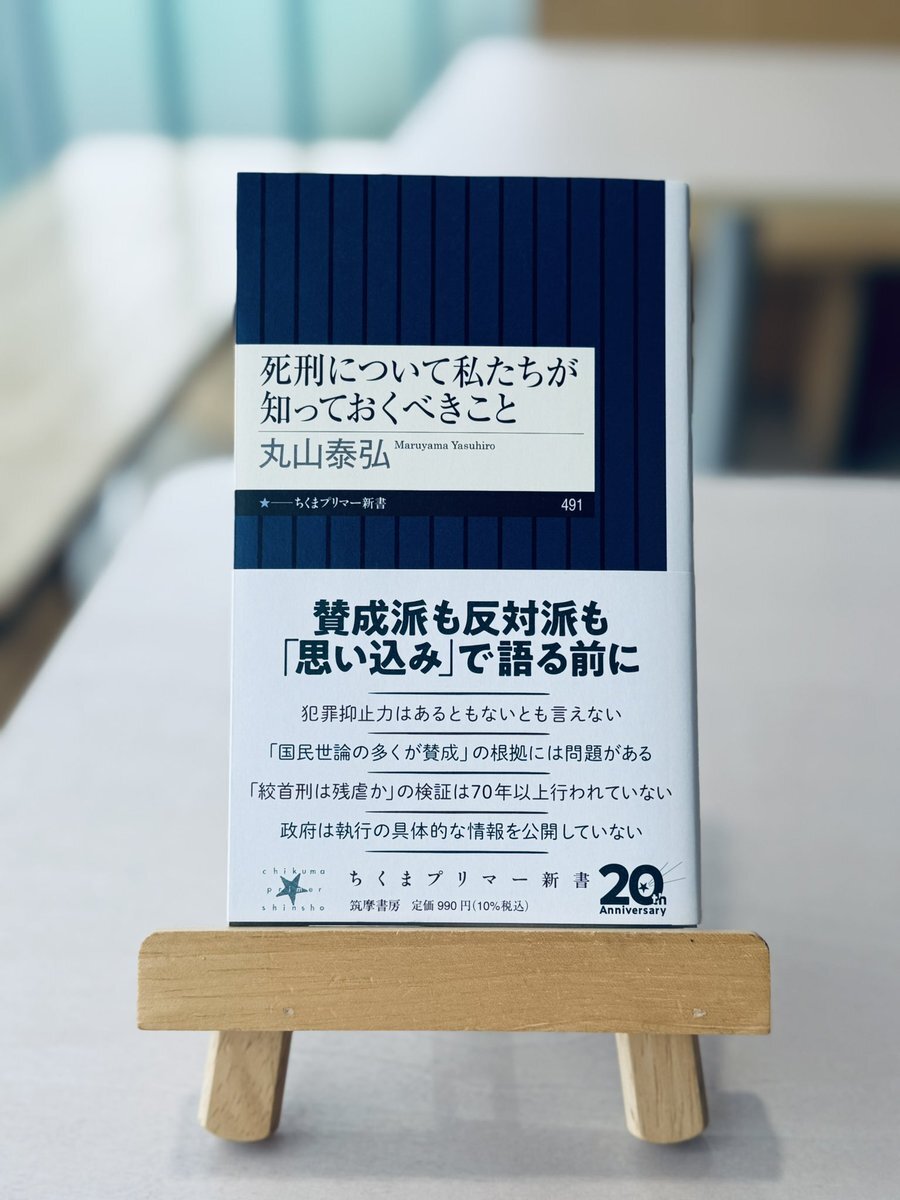 死刑について私たちが
知っておくべきこと
丸山泰弘 Maruyama Yasuhiro
★──ちくまプリマー新書 491
賛成派も反対派も
「思い込み」で語る前に
犯罪抑止力はあるともないとも言えない
「国民世論の多くが賛成」の根拠には問題がある
「絞首刑は残虐か」の検証は70年以上行われていない
政府は執行の具体的な情報を公開していない
chikuma
primer
shinsho
ちくまプリマー新書
筑摩書房 定価990円(10%税込)
20th
Anniversary